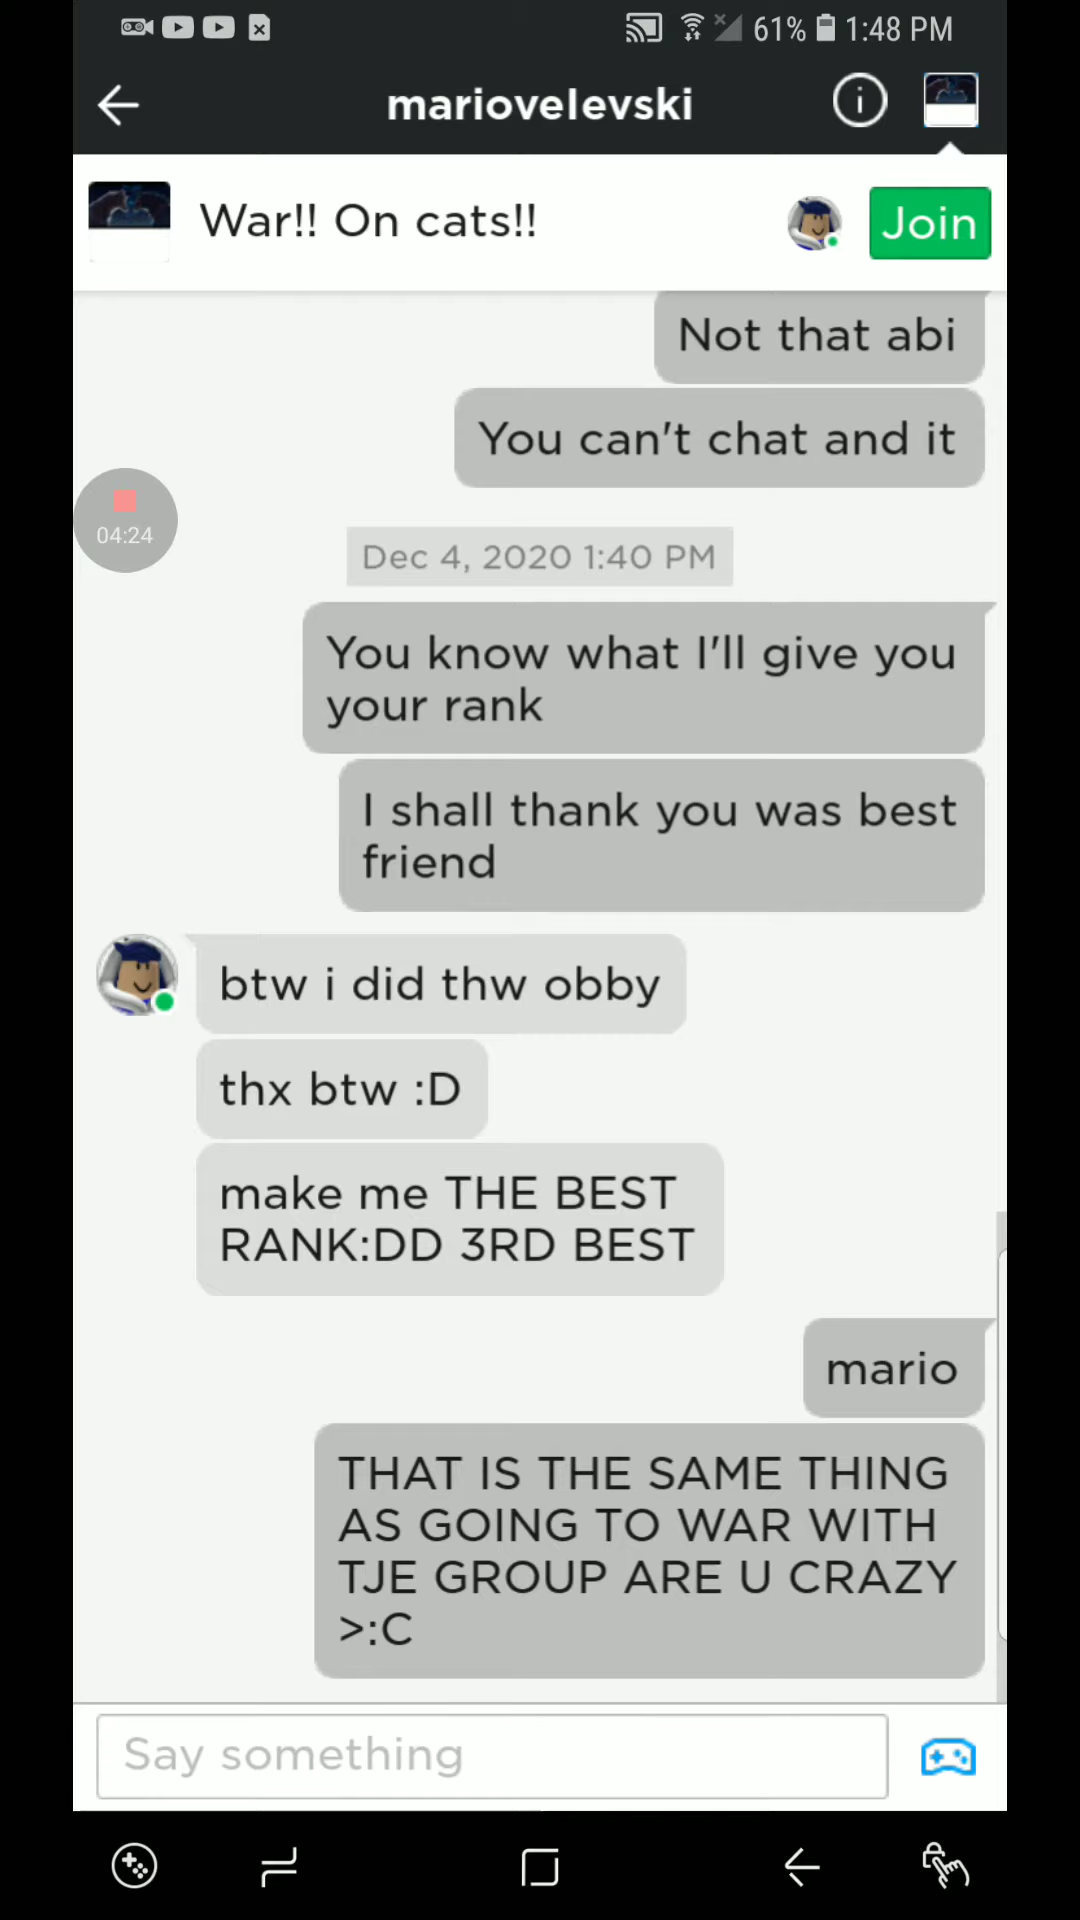 61% 1:48 PM
mariovelevski
War!! On cats!!
Join
Not that abi
You can't chat and it
04:24
Dec 4, 2020 1:40 PM
You know what I'll give you
your rank
I shall thank you was best
friend
btw i did thw obby
thx btw :D
make me THE BEST
RANK:DD 3RD BEST
mario
THAT IS THE SAME THING
AS GOING TO WAR WITH
TJE GROUP ARE U CRAZY
>:C
Say something